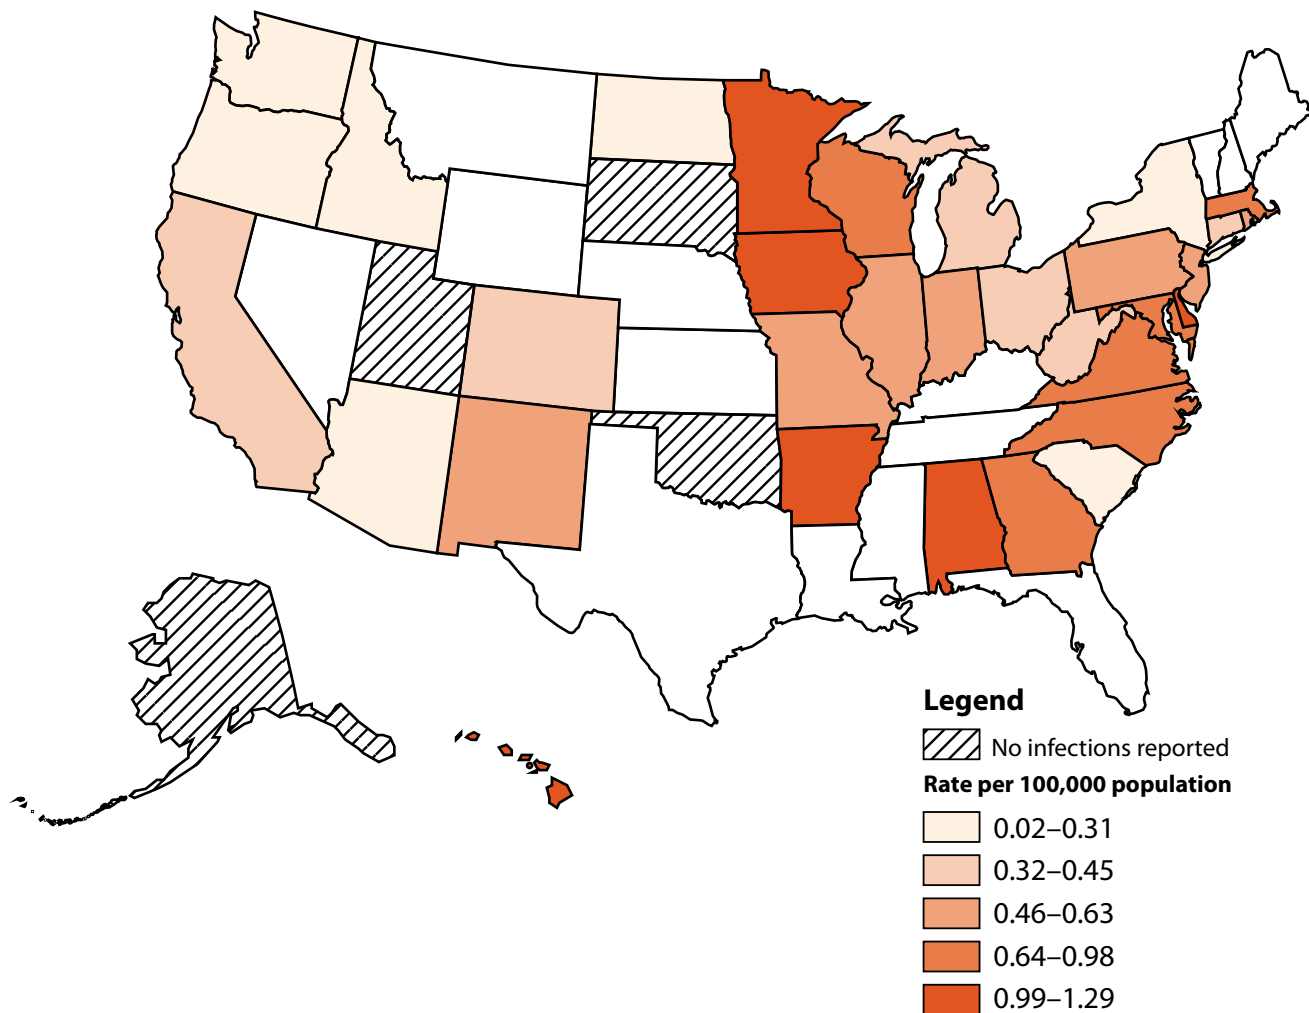 Legend
No infections reported
Rate per 100,000 population
0.02–0.31
0.32–0.45
0.46–0.63
0.64–0.98
0.99–1.29